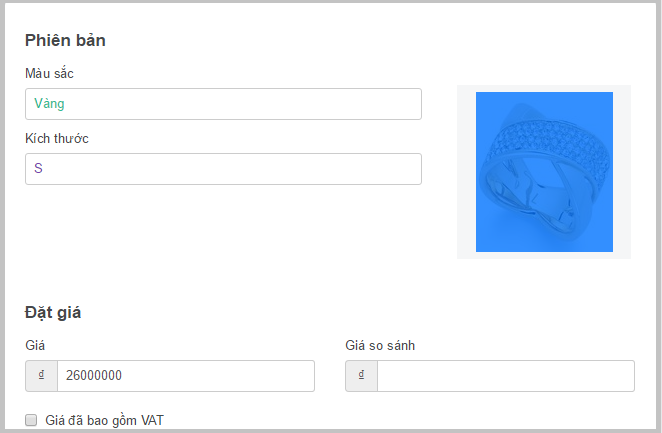 Phiên bản
Màu sắc
Vàng
Kích thước
S
Đặt giá
Giá
Giá so sánh
₫ 26000000
₫
Giá đã bao gồm VAT